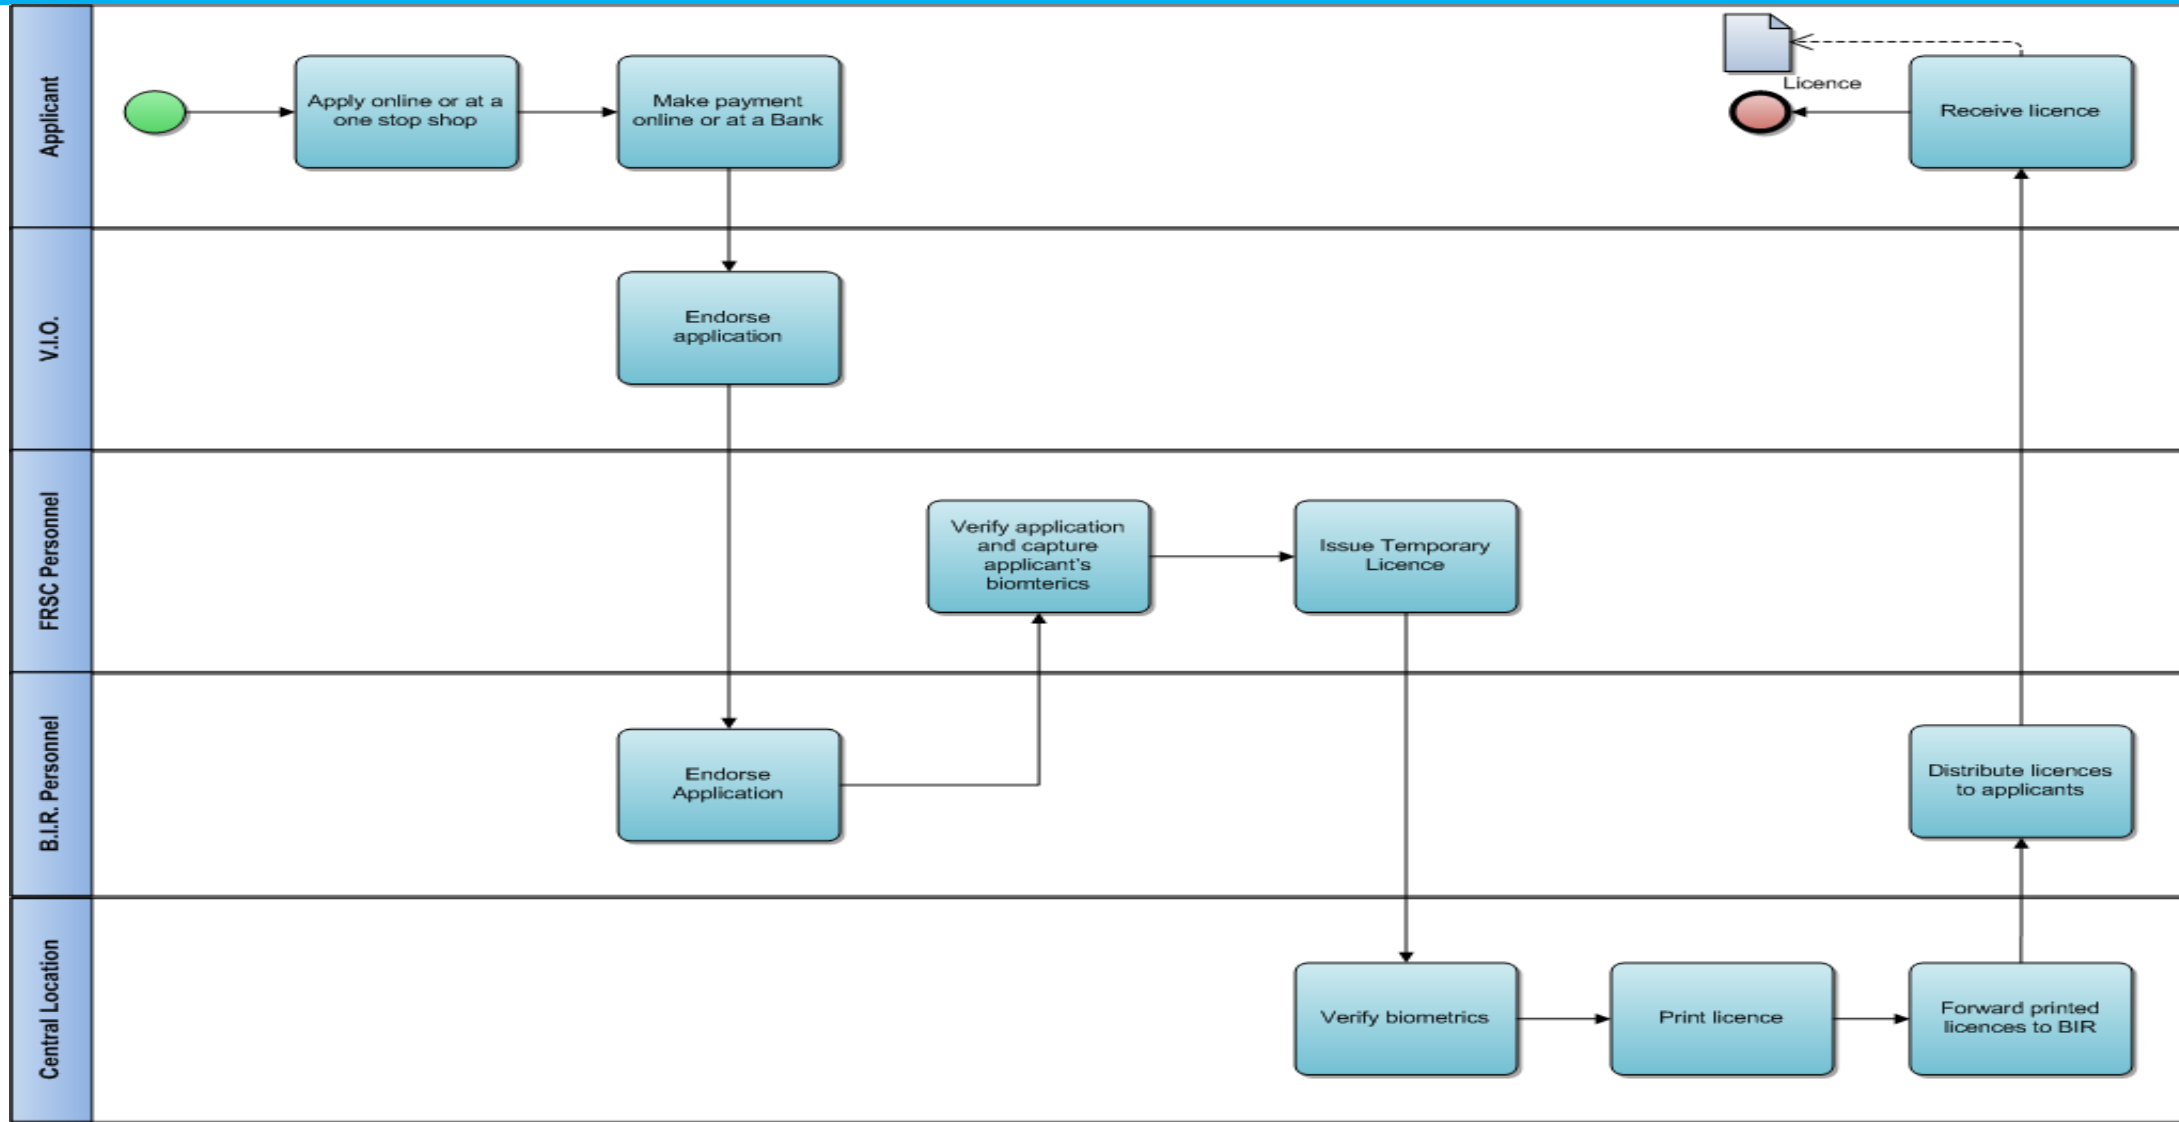 Applicant
Apply online or at a
one stop shop
Make payment
online or at a Bank
Licence
Receive licence
V.I.O.
Endorse
application
FRSC Personnel
Verify application
and capture
applicant's
biomterics
Issue Temporary
Licence
B.I.R. Personnel
Endorse
Application
Distribute licences
to applicants
Central Location
Verify biometrics
Print licence
Forward printed
licences to BIR